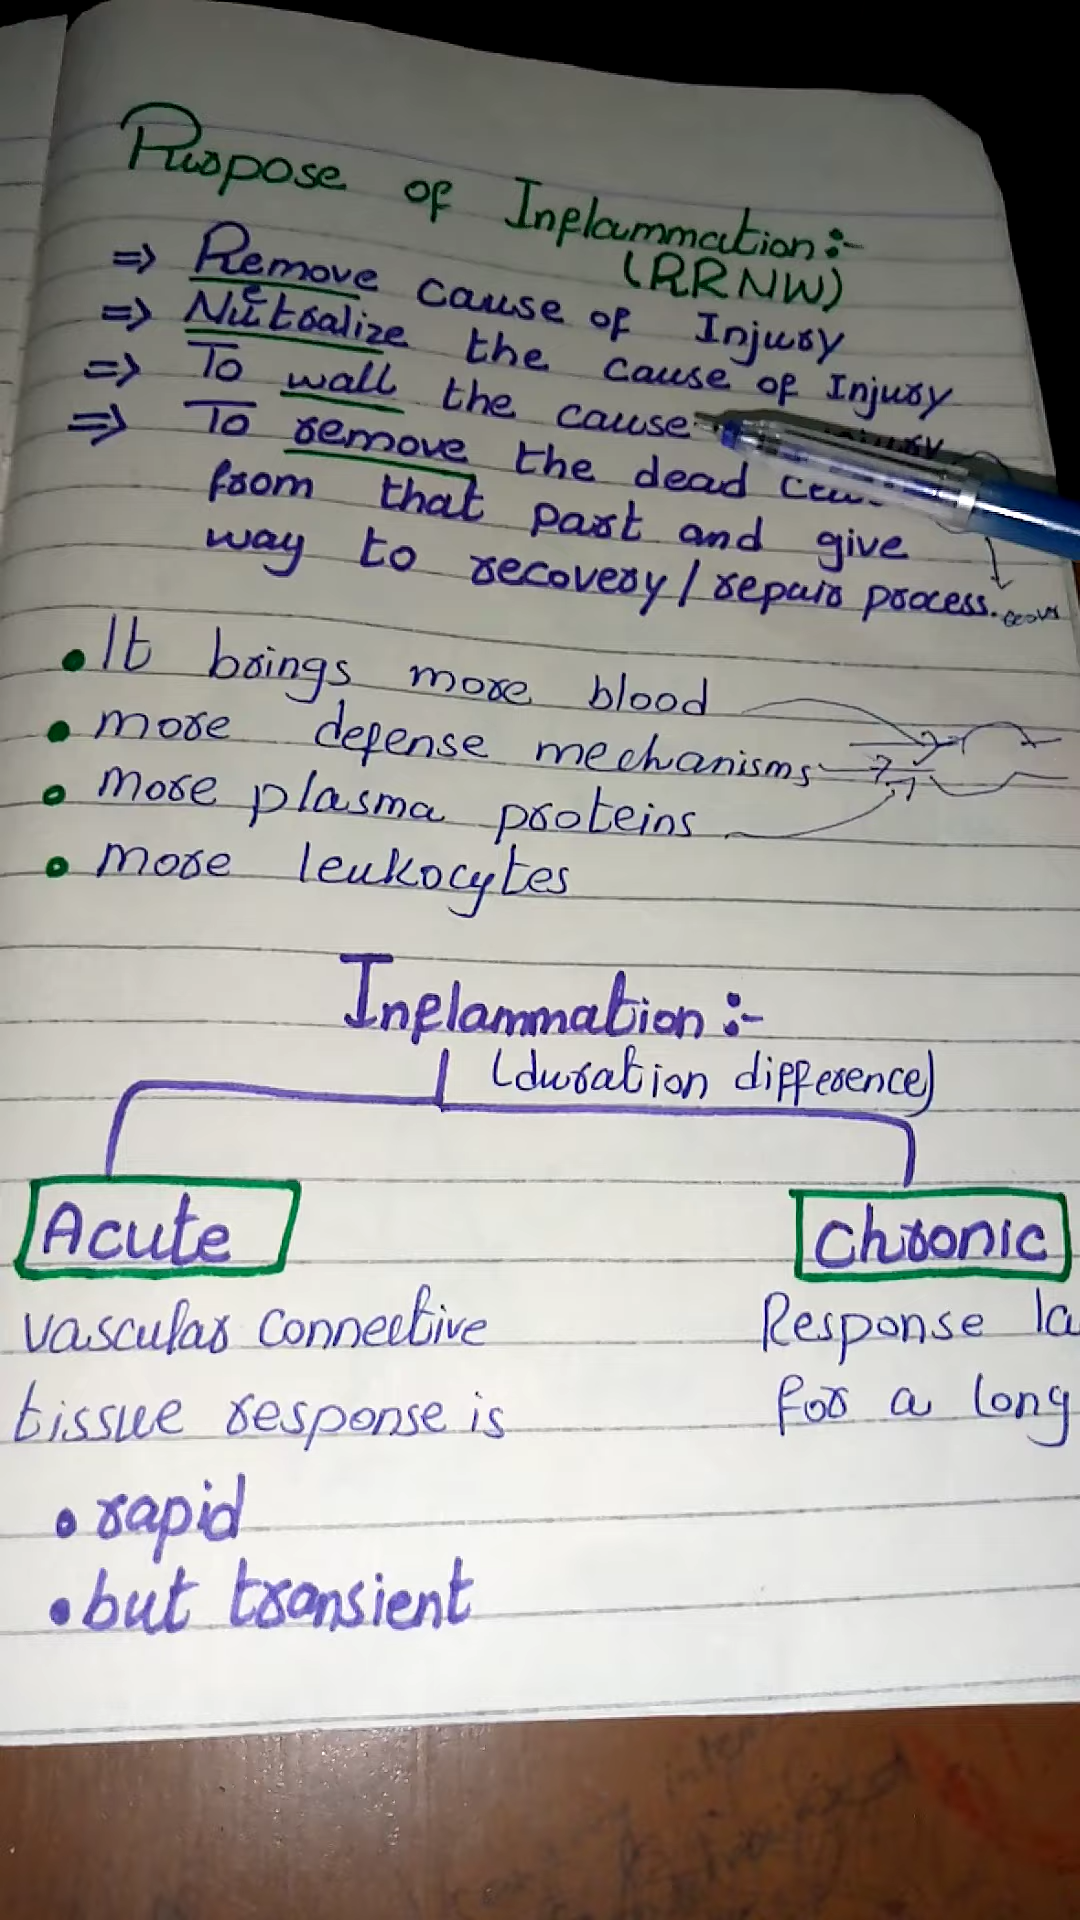 Purpose of Inflammation:-
(RRNW)
⇒ Remove cause of Injury
⇒ Nutralize the cause of Injury
⇒ To wall the cause
⇒ To remove the dead
from that part and give
way to recovery / repair process.
• It brings more blood
• more defense mechanisms
• more plasma proteins
• more leukocytes
Inflammation :-
(duration difference)
Acute
Chronic
vascular connective
tissue response is
• rapid
• but transient
Response
for a long